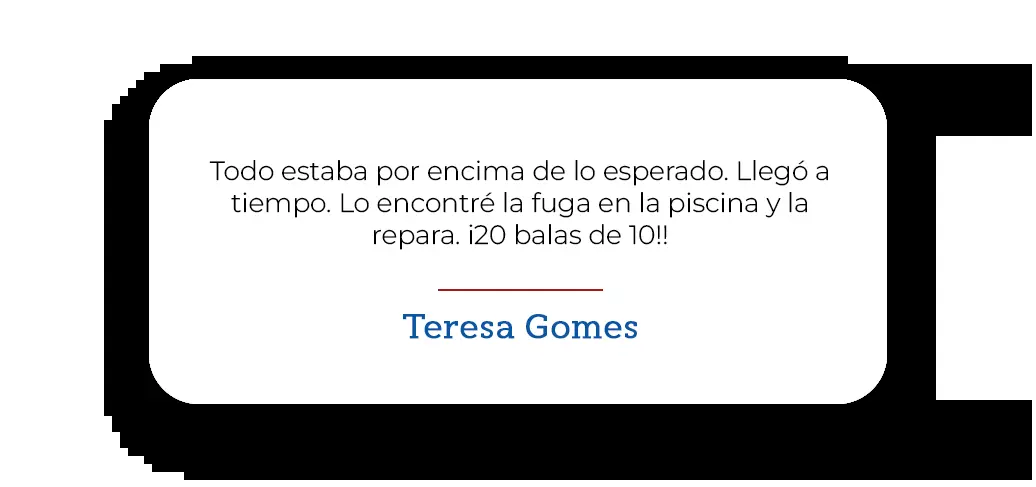 Todo estaba por encima de lo esperado. Llegó a
tiempo. Lo encontré la fuga en la piscina y la
repara. ¡20 balas de 10!!
Teresa Gomes